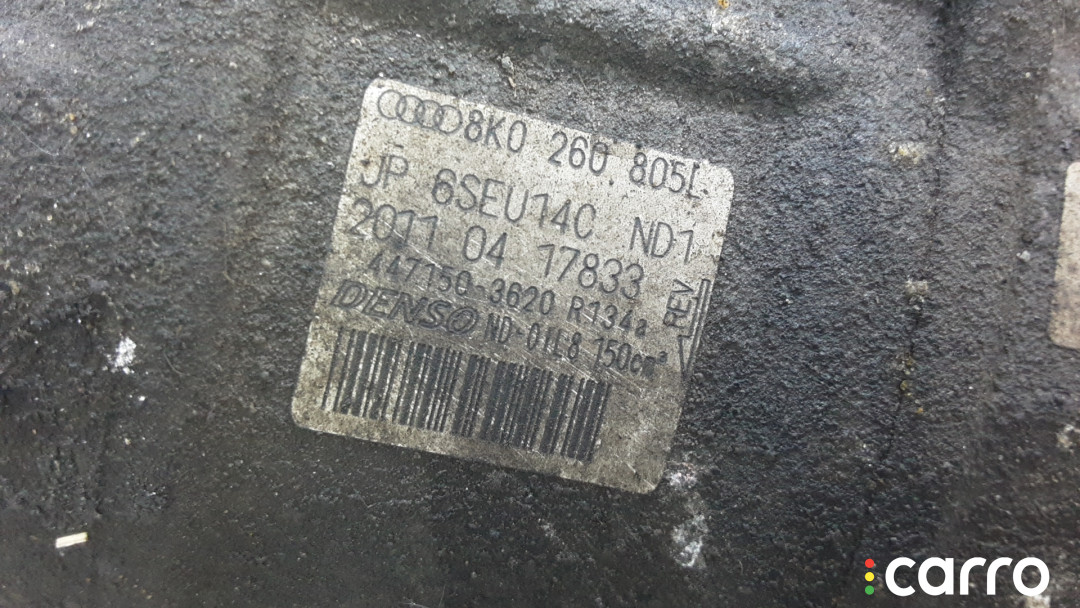 8K0 260 805L
JP 6SEU14C ND1
2011 04 17833
447150-3620 R134a
DENSO ND-OIL8 150cm³
REV
carro